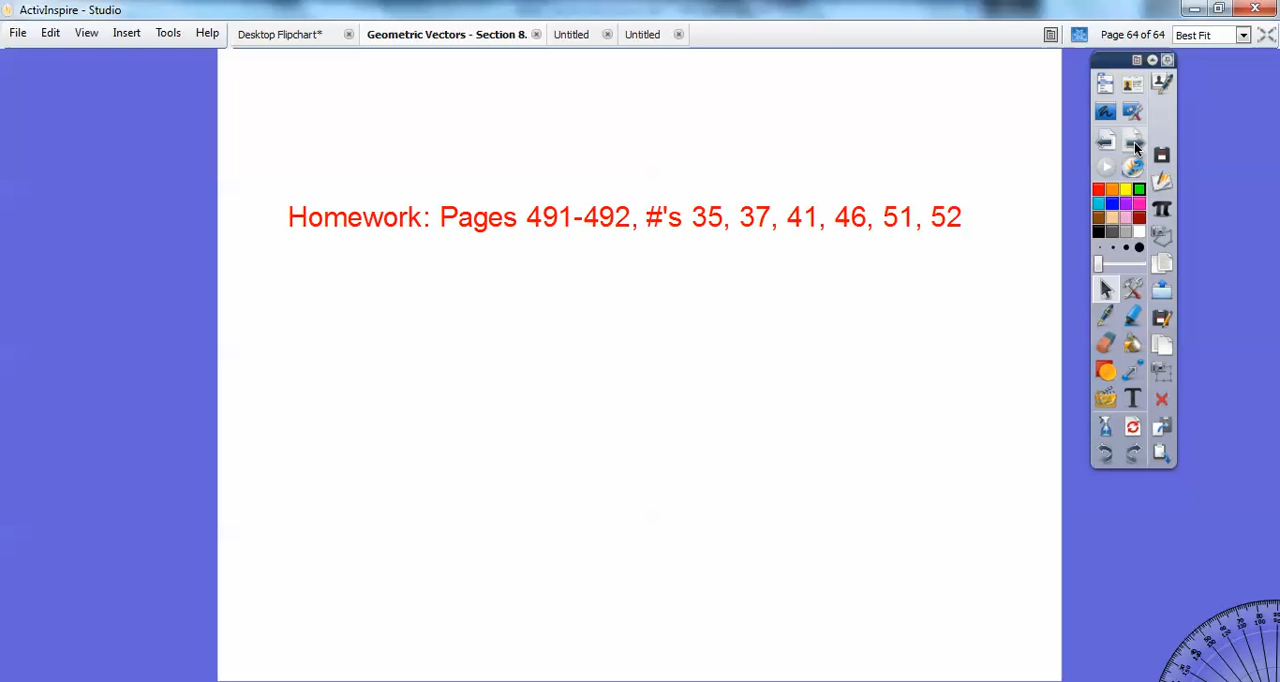 ActivInspire - Studio
File Edit View Insert Tools Help Desktop Flipchart* Geometric Vectors - Section 8. Untitled Untitled Page 64 of 64 Best Fit
Homework: Pages 491-492, #'s 35, 37, 41, 46, 51, 52